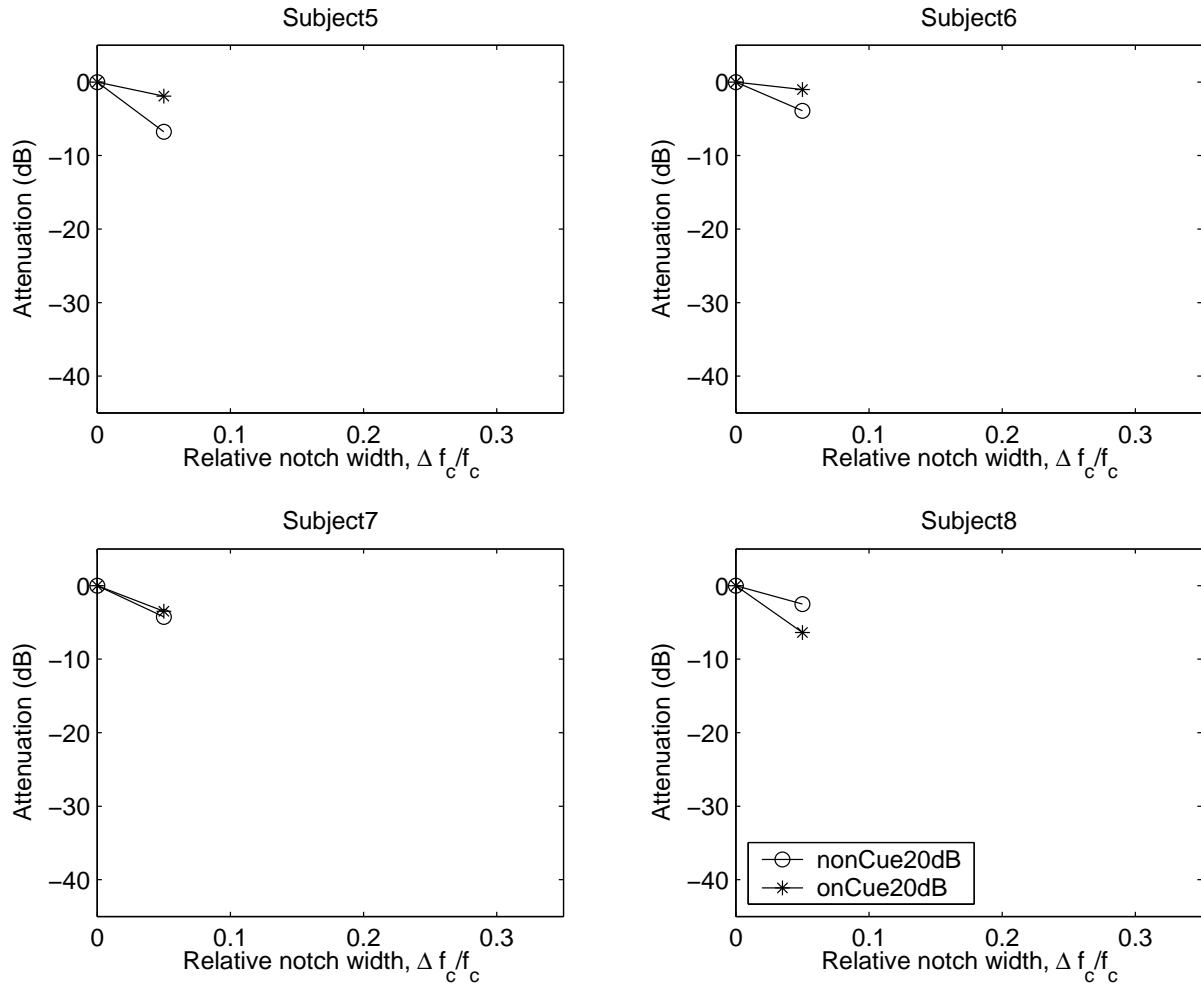 Subject5
0
−10
−20
−30
−40
Attenuation (dB)
0 0.1 0.2 0.3
Relative notch width, Δ f_c/f_c
Subject6
0
−10
−20
−30
−40
Attenuation (dB)
0 0.1 0.2 0.3
Relative notch width, Δ f_c/f_c
Subject7
0
−10
−20
−30
−40
Attenuation (dB)
0 0.1 0.2 0.3
Relative notch width, Δ f_c/f_c
Subject8
0
−10
−20
−30
−40
Attenuation (dB)
nonCue20dB
onCue20dB
0 0.1 0.2 0.3
Relative notch width, Δ f_c/f_c